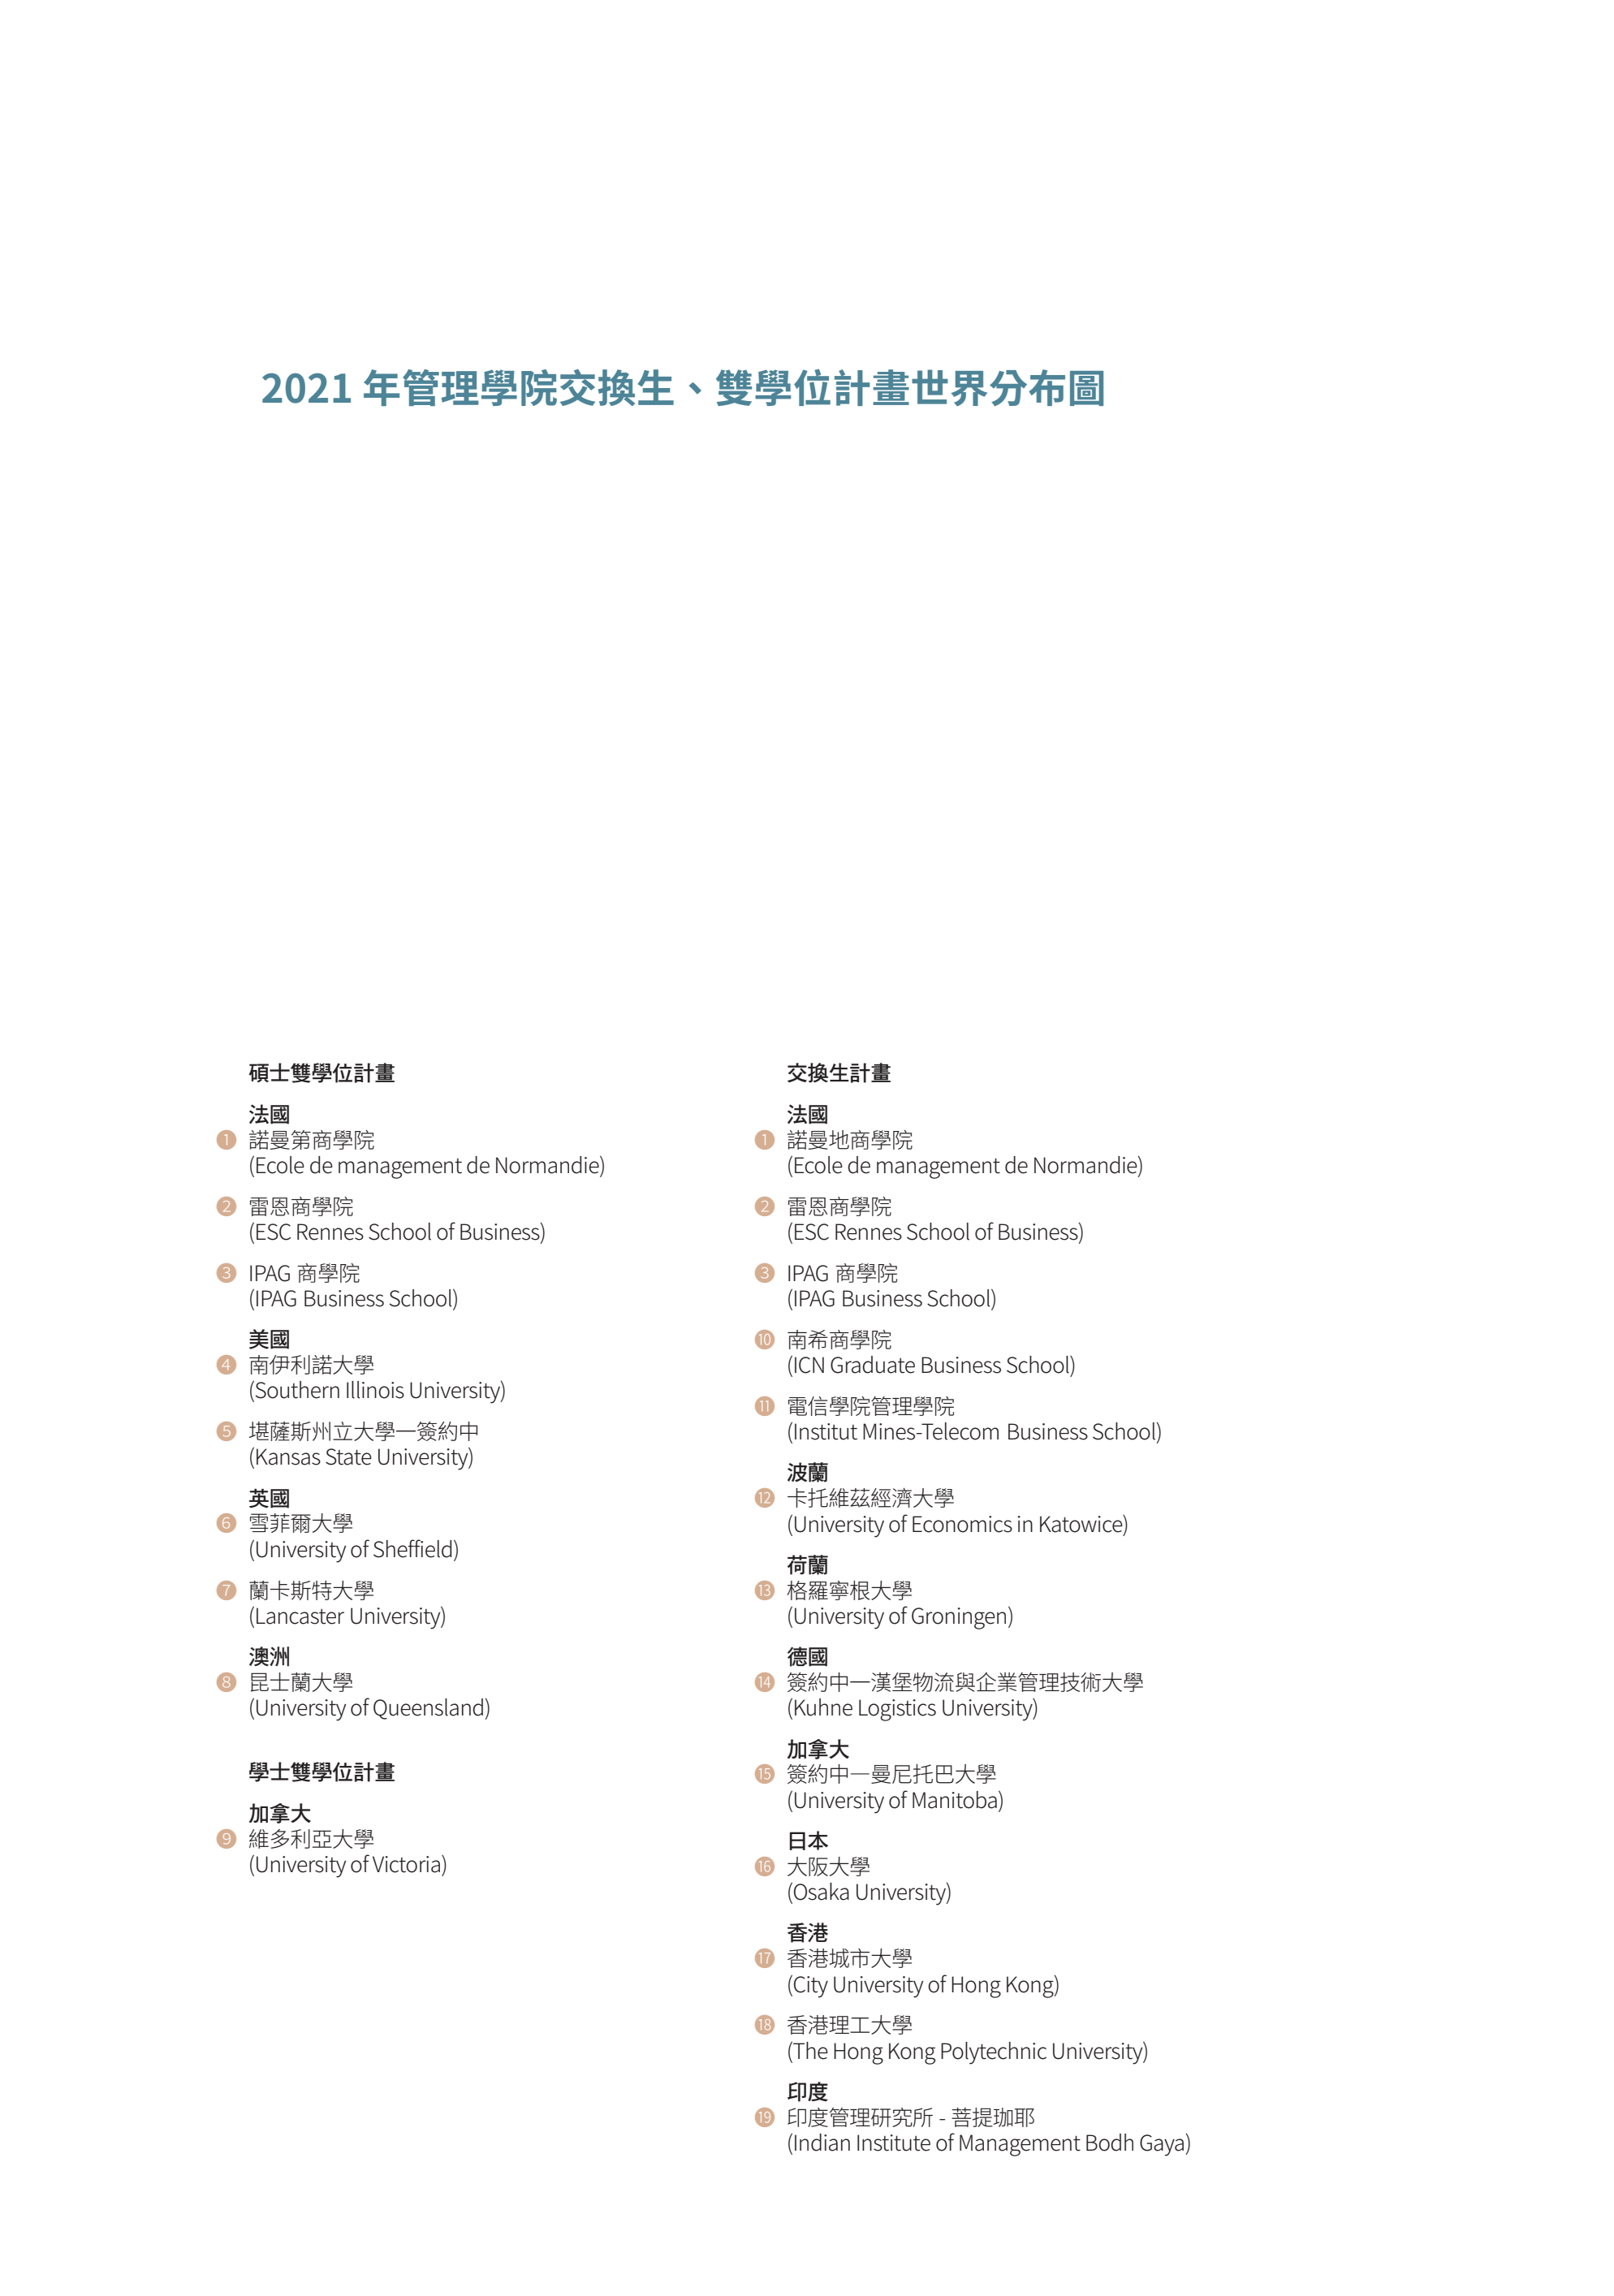 2021 年管理學院交換生、雙學位計畫世界分布圖
碩士雙學位計畫
法國
1 諾曼第商學院
(Ecole de management de Normandie)
2 雷恩商學院
(ESC Rennes School of Business)
3 IPAG 商學院
(IPAG Business School)
美國
4 南伊利諾大學
(Southern Illinois University)
5 堪薩斯州立大學—簽約中
(Kansas State University)
英國
6 雪菲爾大學
(University of Sheffield)
7 蘭卡斯特大學
(Lancaster University)
澳洲
8 昆士蘭大學
(University of Queensland)
學士雙學位計畫
加拿大
9 維多利亞大學
(University of Victoria)
交換生計畫
法國
1 諾曼地商學院
(Ecole de management de Normandie)
2 雷恩商學院
(ESC Rennes School of Business)
3 IPAG 商學院
(IPAG Business School)
10 南希商學院
(ICN Graduate Business School)
11 電信學院管理學院
(Institut Mines-Telecom Business School)
波蘭
12 卡托維茲經濟大學
(University of Economics in Katowice)
荷蘭
13 格羅寧根大學
(University of Groningen)
德國
14 簽約中—漢堡物流與企業管理技術大學
(Kuhne Logistics University)
加拿大
15 簽約中—曼尼托巴大學
(University of Manitoba)
日本
16 大阪大學
(Osaka University)
香港
17 香港城市大學
(City University of Hong Kong)
18 香港理工大學
(The Hong Kong Polytechnic University)
印度
19 印度管理研究所 - 菩提珈耶
(Indian Institute of Management Bodh Gaya)